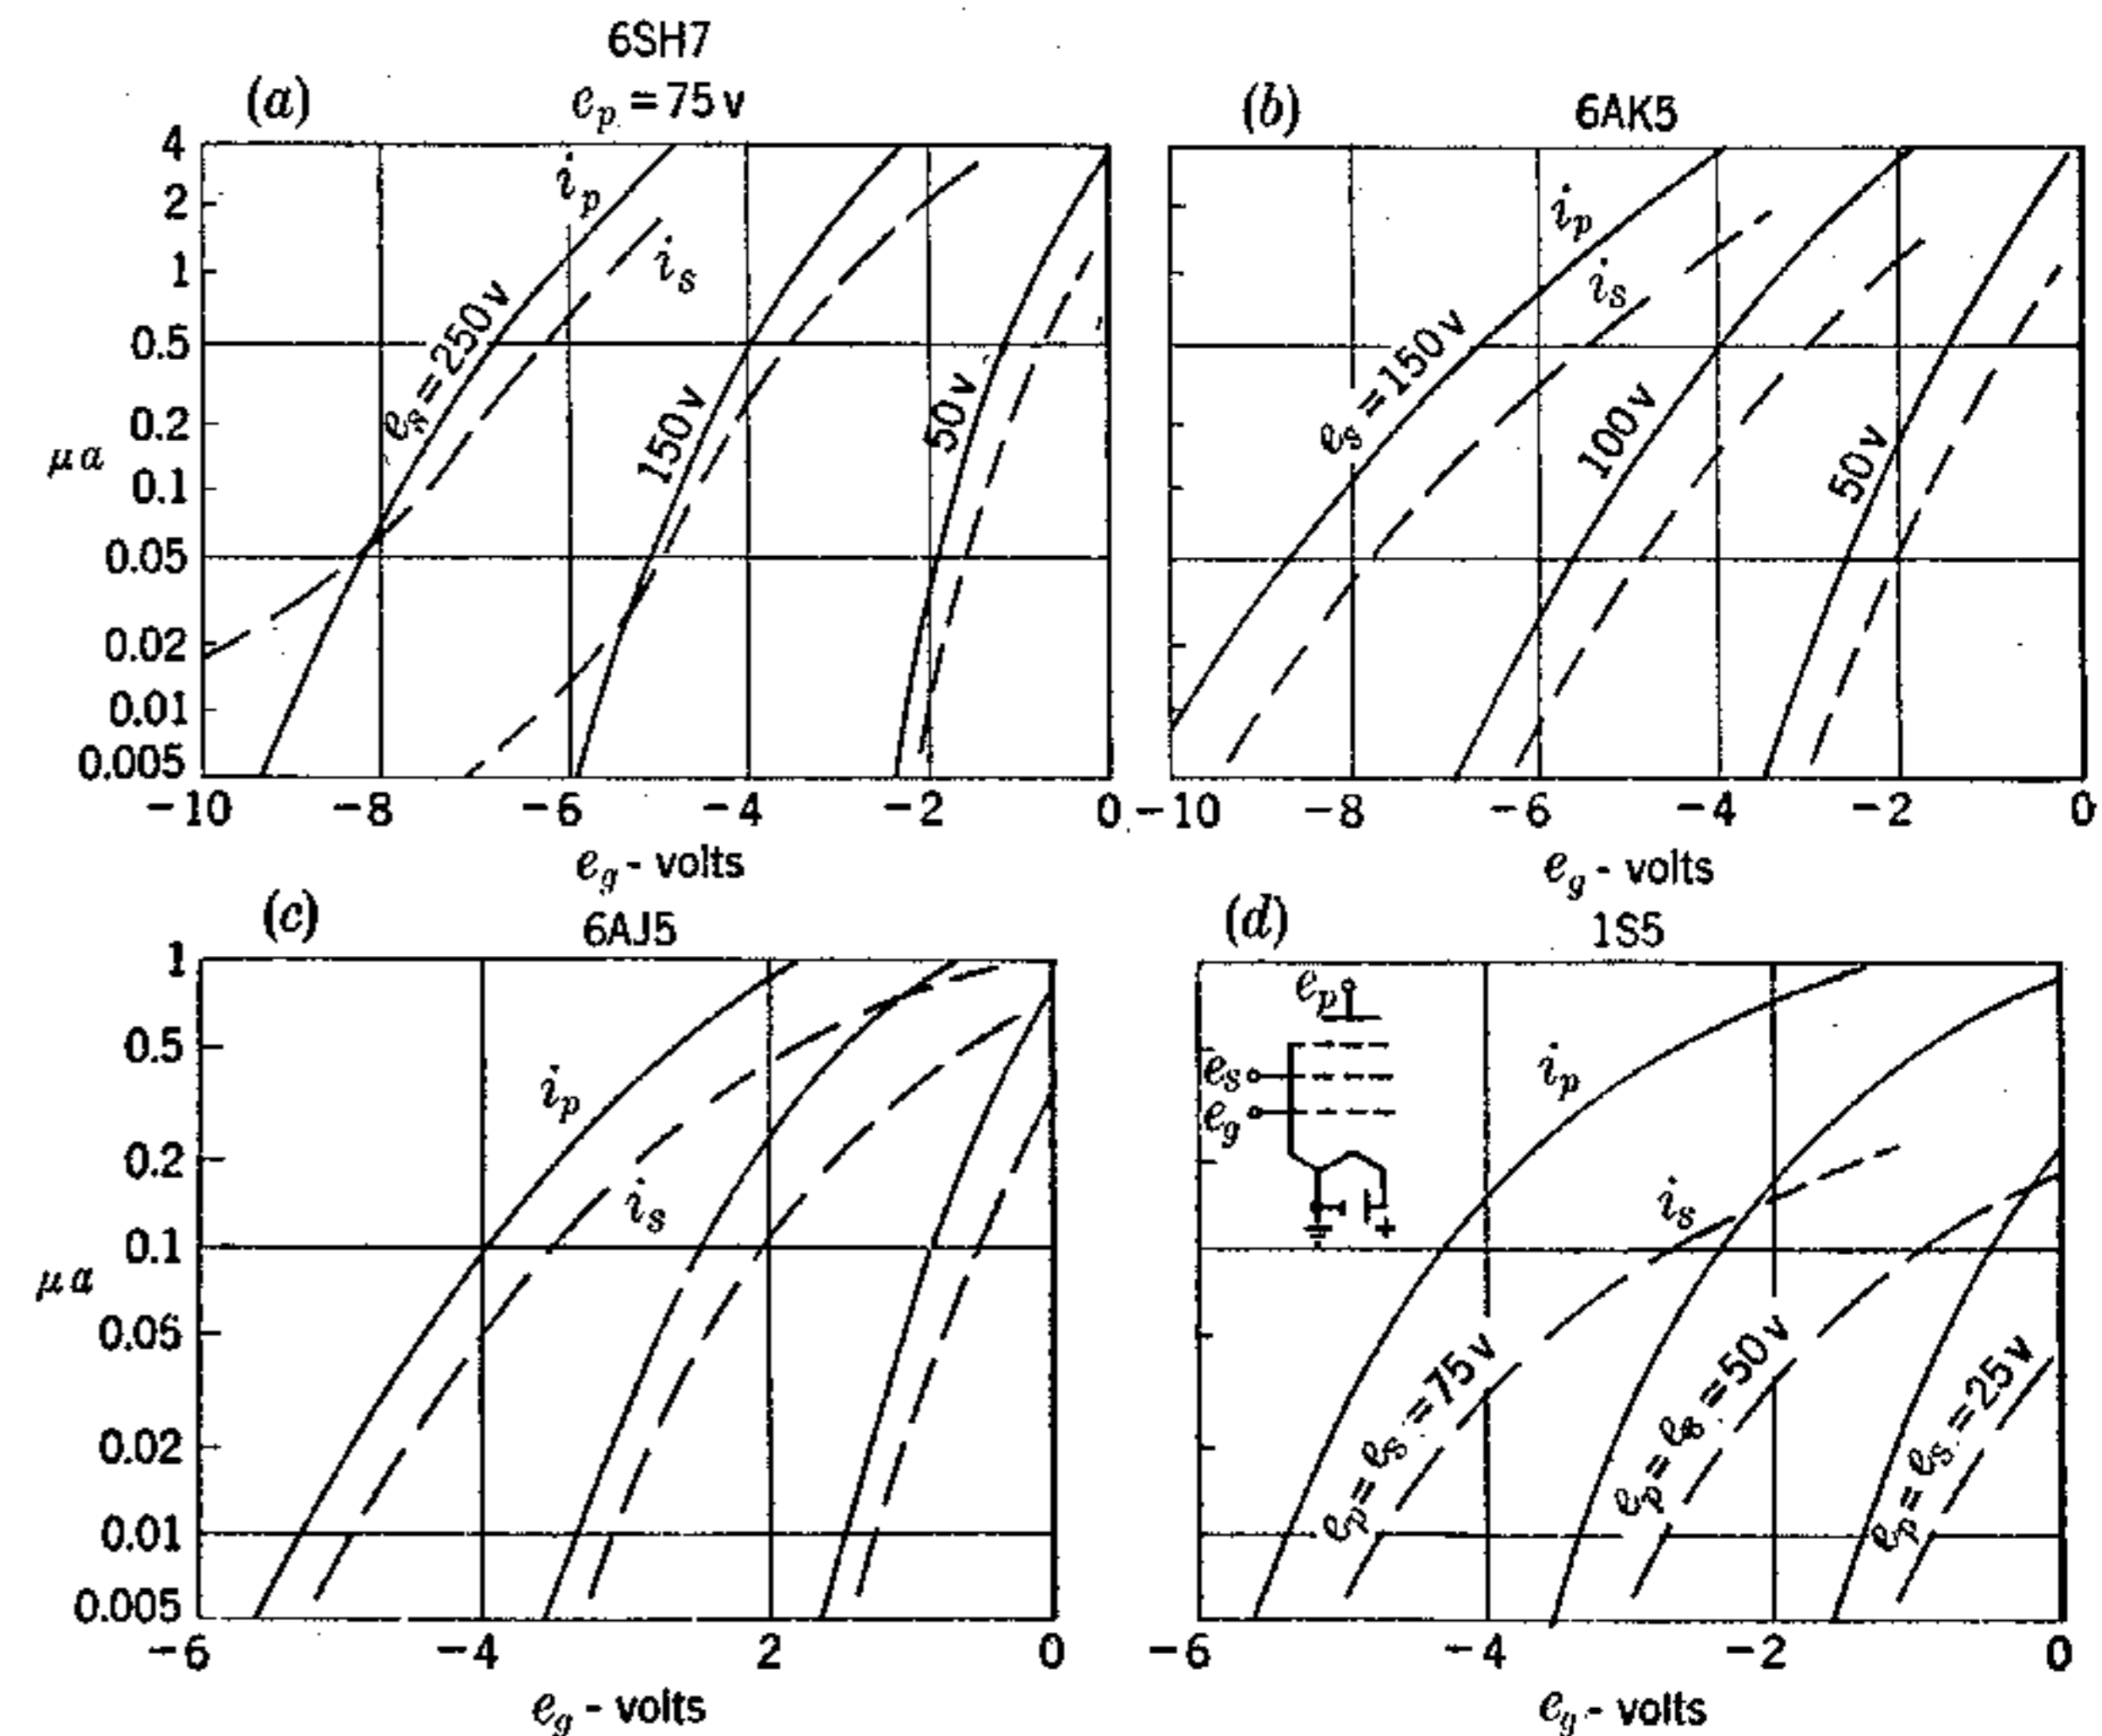 6SH7
(a)
e_p = 75 v
4
2
1
0.5
0.2
0.1
0.05
0.02
0.01
0.005
μa
i_p
i_s
e_s = 250 v
150 v
50 v
-10
-8
-6
-4
-2
0
e_g - volts
(b)
6AK5
i_p
i_s
e_s = 150 v
100 v
50 v
-10
-8
-6
-4
-2
0
e_g - volts
(c)
6AJ5
1
0.5
0.2
0.1
0.05
0.02
0.01
0.005
μa
i_p
i_s
-6
-4
2
0
e_g - volts
(d)
1S5
e_p
e_s
e_g
+
i_p
i_s
e_p = e_s = 75 v
e_p = e_s = 50 v
e_p = e_s = 25 v
-6
-4
-2
0
e_g - volts